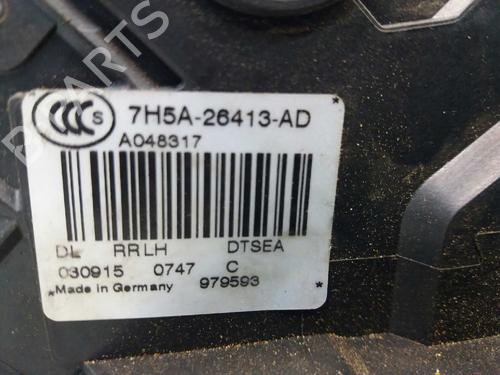 CCC S 7H5A-26413-AD
A048317
DL RRLH DTSEA
030915 0747 C
*Made in Germany 979593 *
PARTS